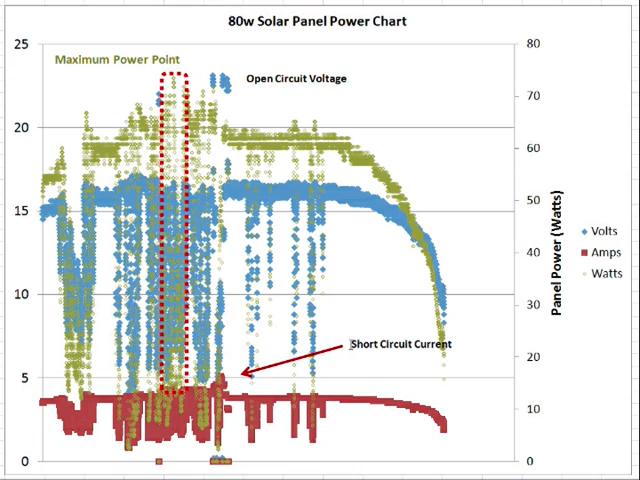 80w Solar Panel Power Chart
25
20
15
10
5
0
Maximum Power Point
Open Circuit Voltage
Short Circuit Current
80
70
60
50
40
30
20
10
0
Panel Power (Watts)
Volts
Amps
Watts